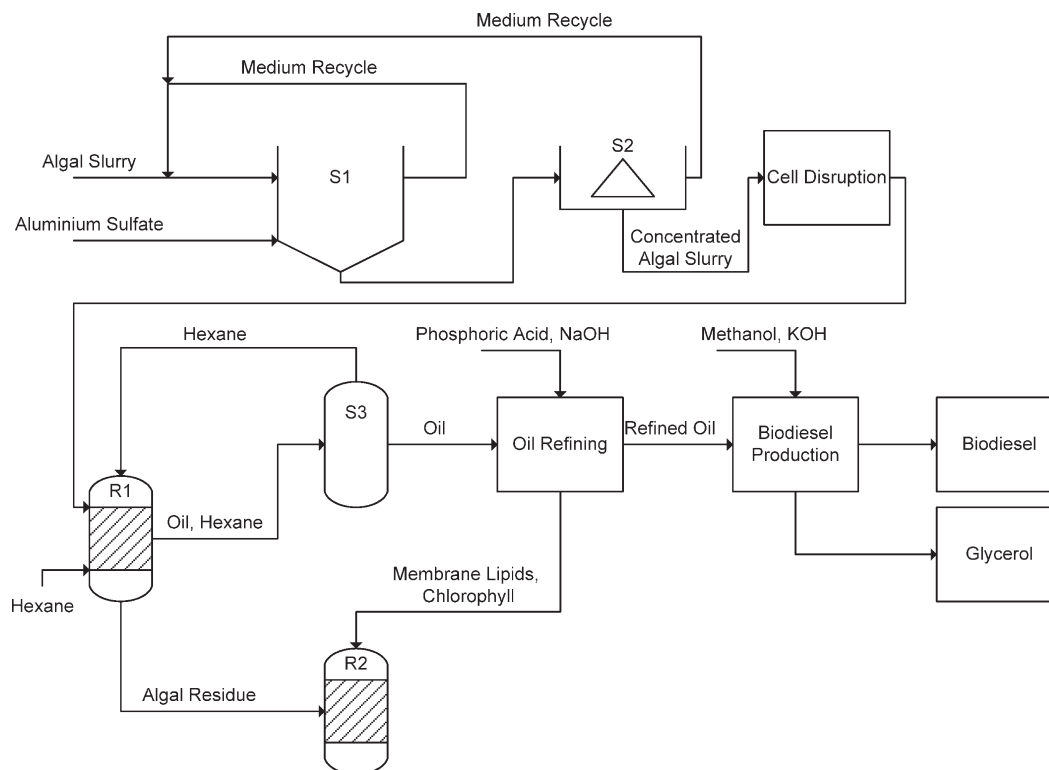 Medium Recycle
Medium Recycle
S2
Algal Slurry
S1
Cell Disruption
Aluminium Sulfate
Concentrated
Algal Slurry
Hexane
Phosphoric Acid, NaOH
Methanol, KOH
S3
Oil
Oil Refining
Refined Oil
Biodiesel
Production
Biodiesel
R1
Oil, Hexane
Glycerol
Hexane
Membrane Lipids,
Chlorophyll
R2
Algal Residue